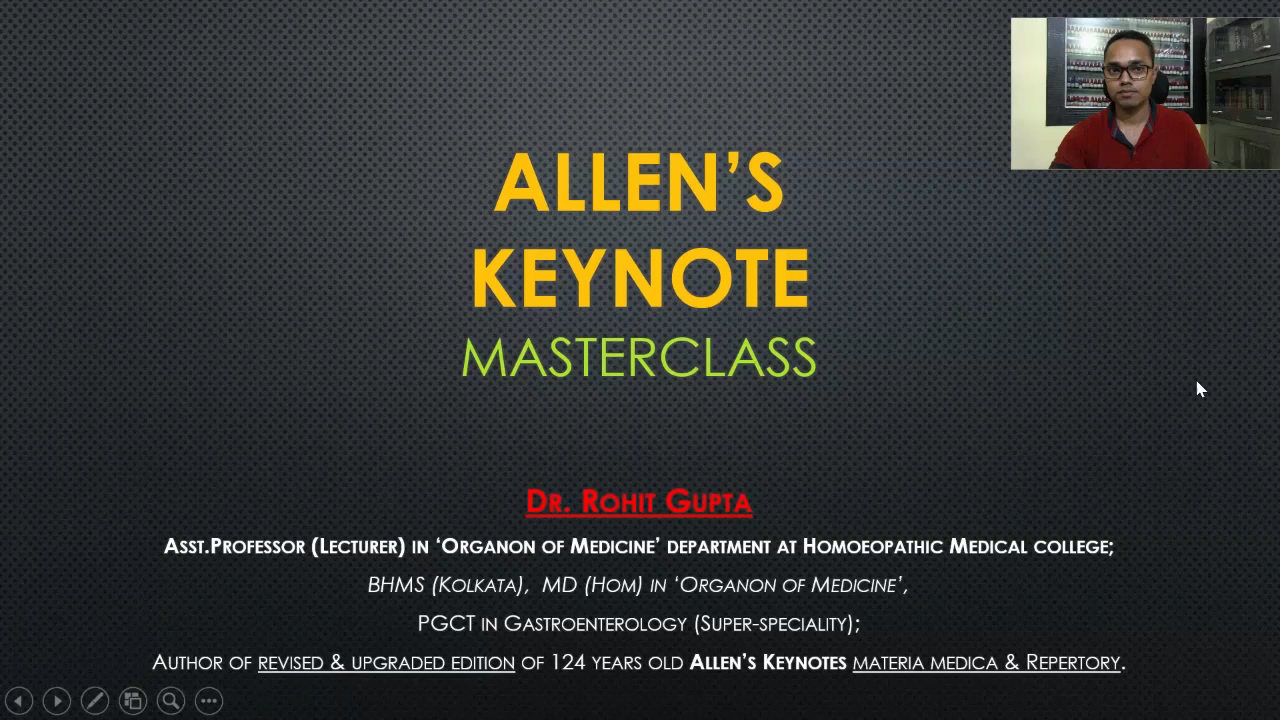 ALLEN’S
KEYNOTE
MASTERCLASS
DR. ROHIT GUPTA
ASST.PROFESSOR (LECTURER) IN ‘ORGANON OF MEDICINE’ DEPARTMENT AT HOMOEOPATHIC MEDICAL COLLEGE;
BHMS (KOLKATA), MD (HOM) IN ‘ORGANON OF MEDICINE’,
PGCT IN GASTROENTEROLOGY (SUPER-SPECIALITY);
AUTHOR OF REVISED & UPGRADED EDITION OF 124 YEARS OLD ALLEN’S KEYNOTES MATERIA MEDICA & REPERTORY.